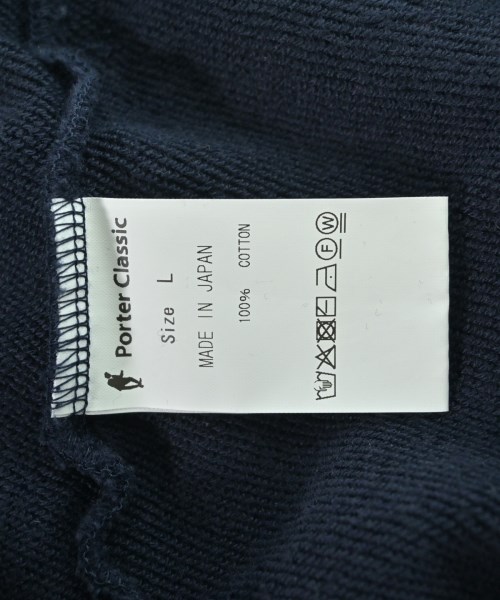 Porter Classic
Size L
MADE IN JAPAN
100% COTTON
F W